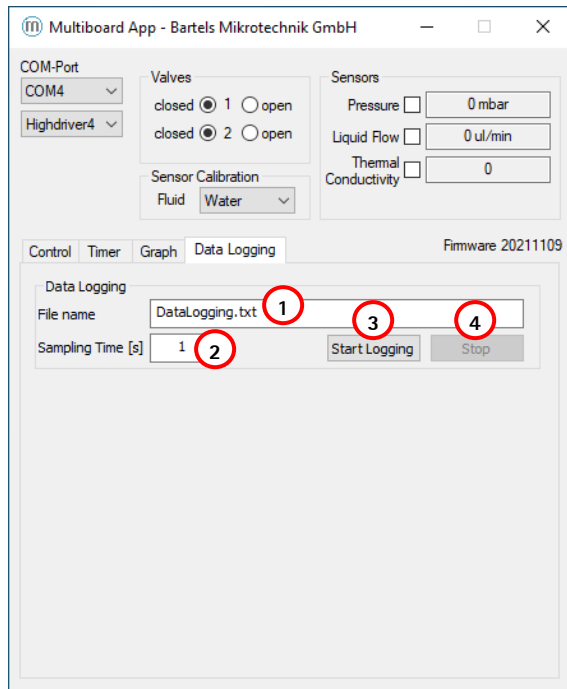 Multiboard App - Bartels Mikrotechnik GmbH
COM-Port
COM4
Highdriver4
Valves
closed 1 open
closed 2 open
Sensor Calibration
Fluid Water
Sensors
Pressure 0 mbar
Liquid Flow 0 ul/min
Thermal
Conductivity 0
Firmware 20211109
Control Timer Graph Data Logging
Data Logging
File name DataLogging.txt 1
Sampling Time [s] 1 2
3 Start Logging
4 Stop